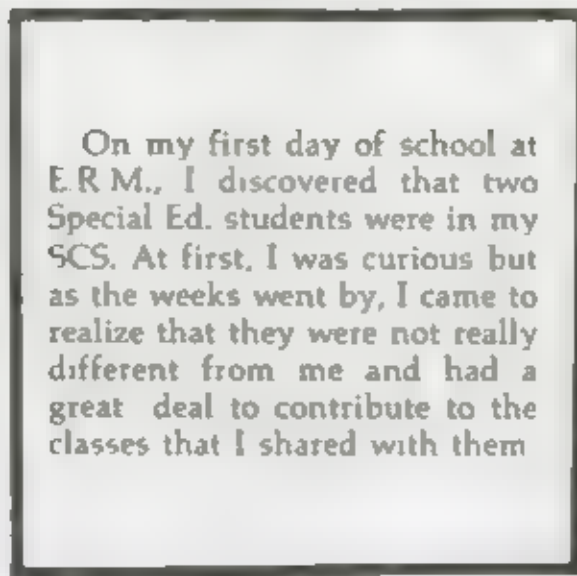 On my first day of school at
E.R M., I discovered that two
Special Ed. students were in my
SCS. At first, I was curious but
as the weeks went by, I came to
realize that they were not really
different from me and had a
great deal to contribute to the
classes that I shared with them